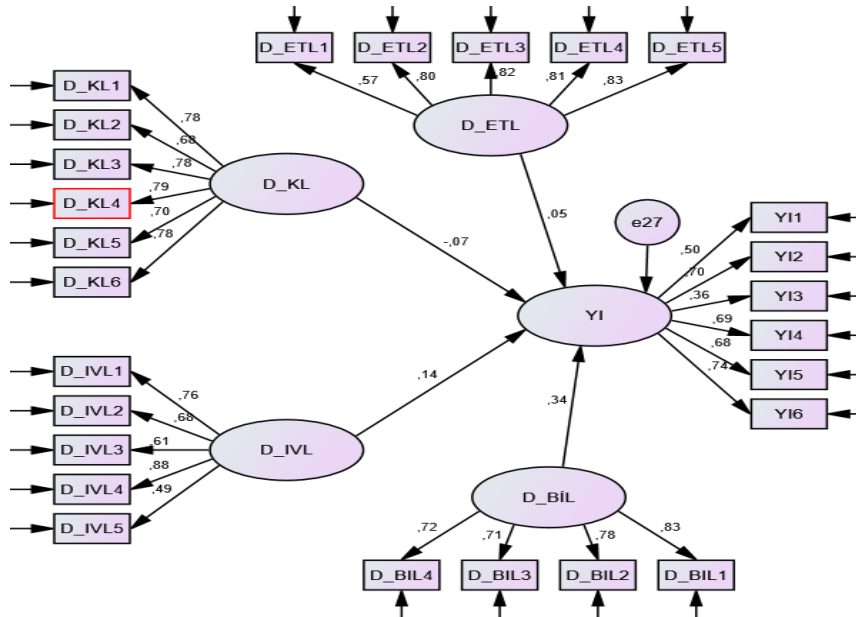 D_ETL1
D_ETL2
D_ETL3
D_ETL4
D_ETL5
,57
,80
,82
,81
,83
D_ETL
D_KL1
D_KL2
D_KL3
D_KL4
D_KL5
D_KL6
,78
,68
,78
,79
,70
,78
D_KL
-,07
,05
e27
YI
YI1
YI2
YI3
YI4
YI5
YI6
,50
,70
,36
,69
,68
,74
D_IVL1
D_IVL2
D_IVL3
D_IVL4
D_IVL5
,76
,68
,61
,88
,49
D_IVL
,14
,34
D_BİL
,72
,71
,78
,83
D_BIL4
D_BIL3
D_BIL2
D_BIL1